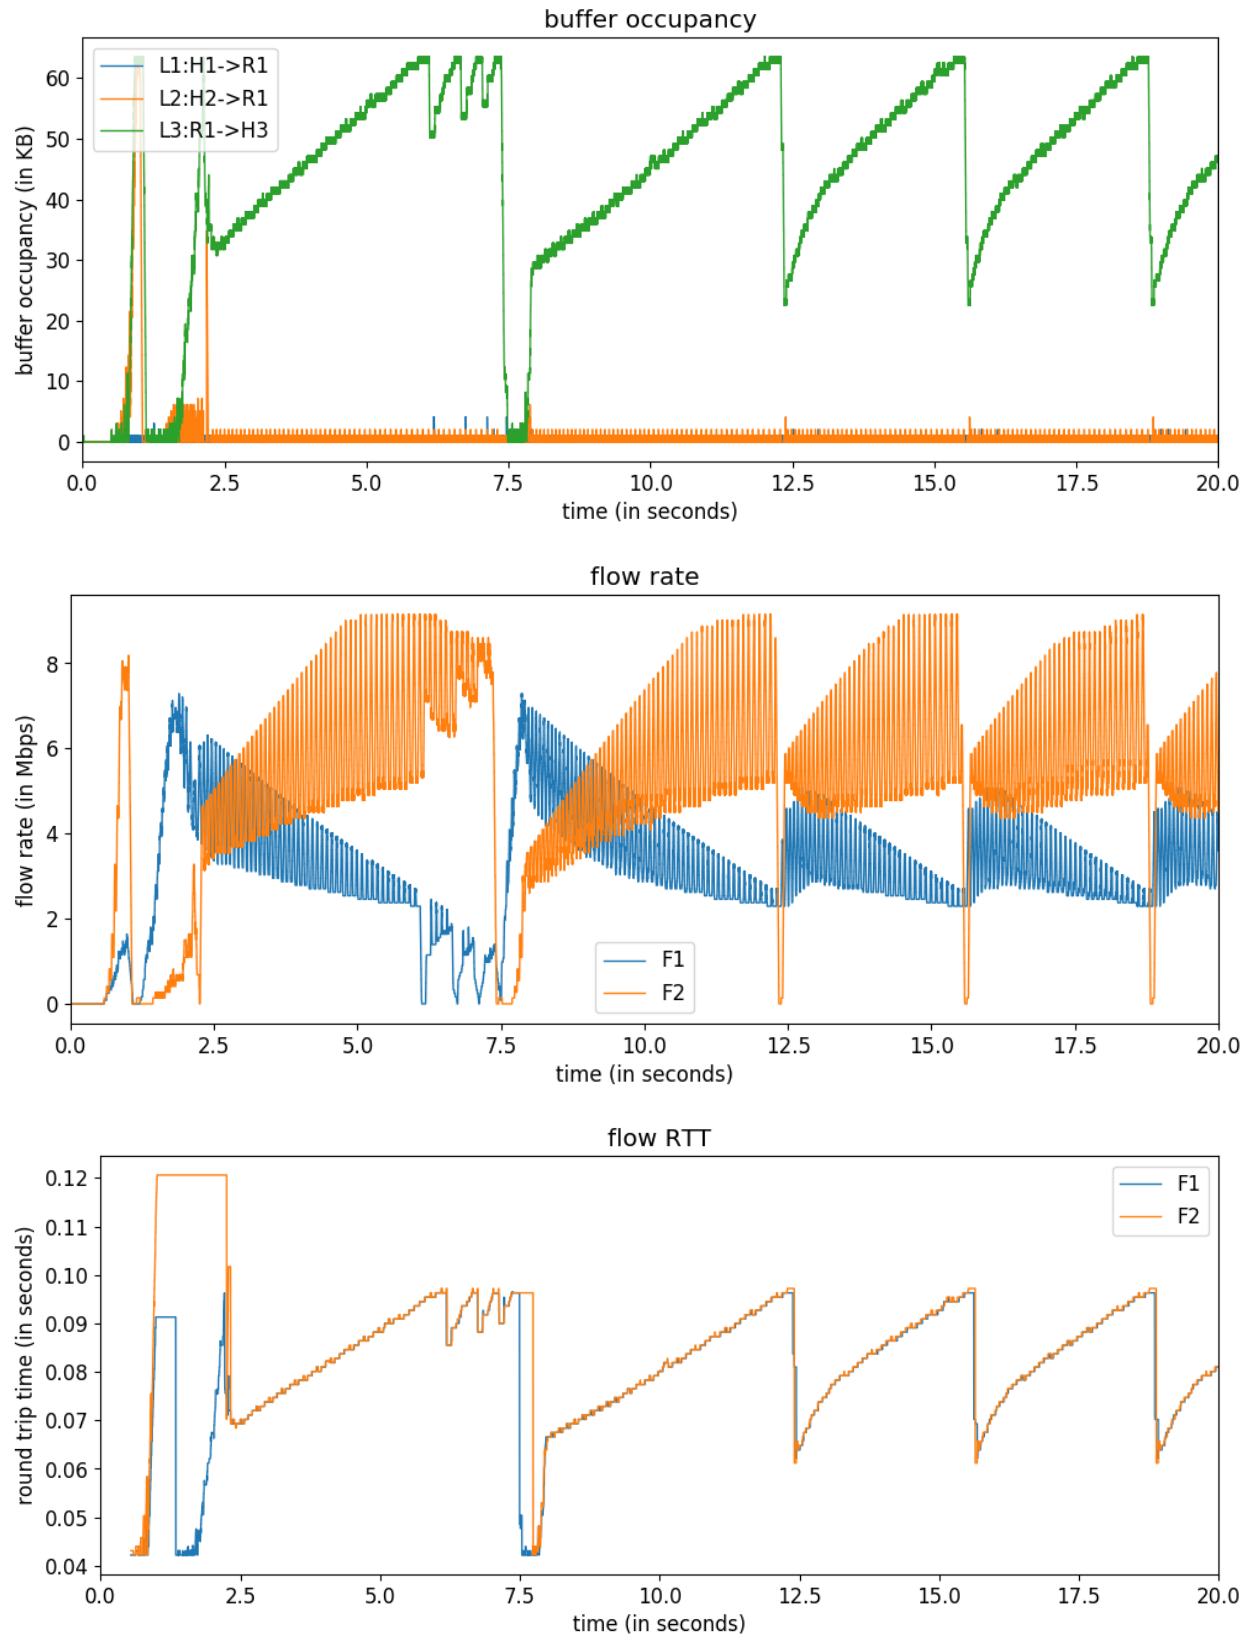 buffer occupancy
L1:H1->R1
L2:H2->R1
L3:R1->H3
buffer occupancy (in KB)
60
50
40
30
20
10
0
0.0 2.5 5.0 7.5 10.0 12.5 15.0 17.5 20.0
time (in seconds)
flow rate
flow rate (in Mbps)
8
6
4
2
0
F1
F2
0.0 2.5 5.0 7.5 10.0 12.5 15.0 17.5 20.0
time (in seconds)
flow RTT
round trip time (in seconds)
0.12
0.11
0.10
0.09
0.08
0.07
0.06
0.05
0.04
F1
F2
0.0 2.5 5.0 7.5 10.0 12.5 15.0 17.5 20.0
time (in seconds)